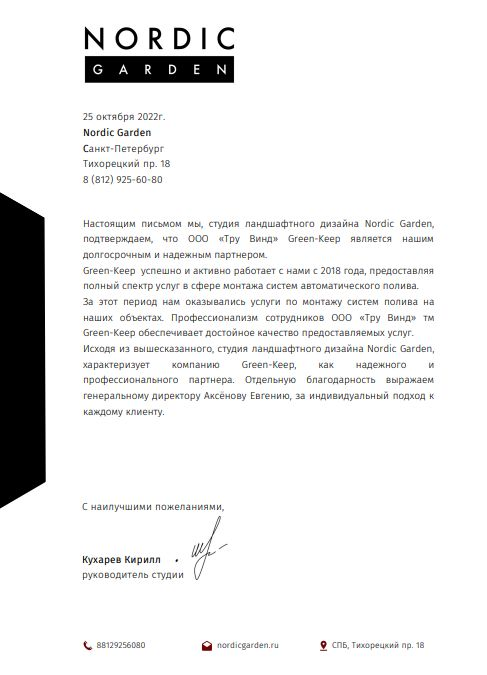 NORDIC
GARDEN
25 октября 2022г.
Nordic Garden
Санкт-Петербург
Тихорецкий пр. 18
8 (812) 925-60-80
Настоящим письмом мы, студия ландшафтного дизайна Nordic Garden,
подтверждаем, что ООО «Тру Винд» Green-Keep является нашим
долгосрочным и надежным партнером.
Green-Keep успешно и активно работает с нами с 2018 года, предоставляя
полный спектр услуг в сфере монтажа систем автоматического полива.
За этот период нам оказывались услуги по монтажу систем полива на
наших объектах. Профессионализм сотрудников ООО «Тру Винд» тм
Green-Keep обеспечивает достойное качество предоставляемых услуг.
Исходя из вышесказанного, студия ландшафтного дизайна Nordic Garden,
характеризует компанию Green-Keep, как надежного и
профессионального партнера. Отдельную благодарность выражаем
генеральному директору Аксёнову Евгению, за индивидуальный подход к
каждому клиенту.
С наилучшими пожеланиями,
Кухарев Кирилл
руководитель студии
88129256080 nordicgarden.ru СПБ, Тихорецкий пр. 18